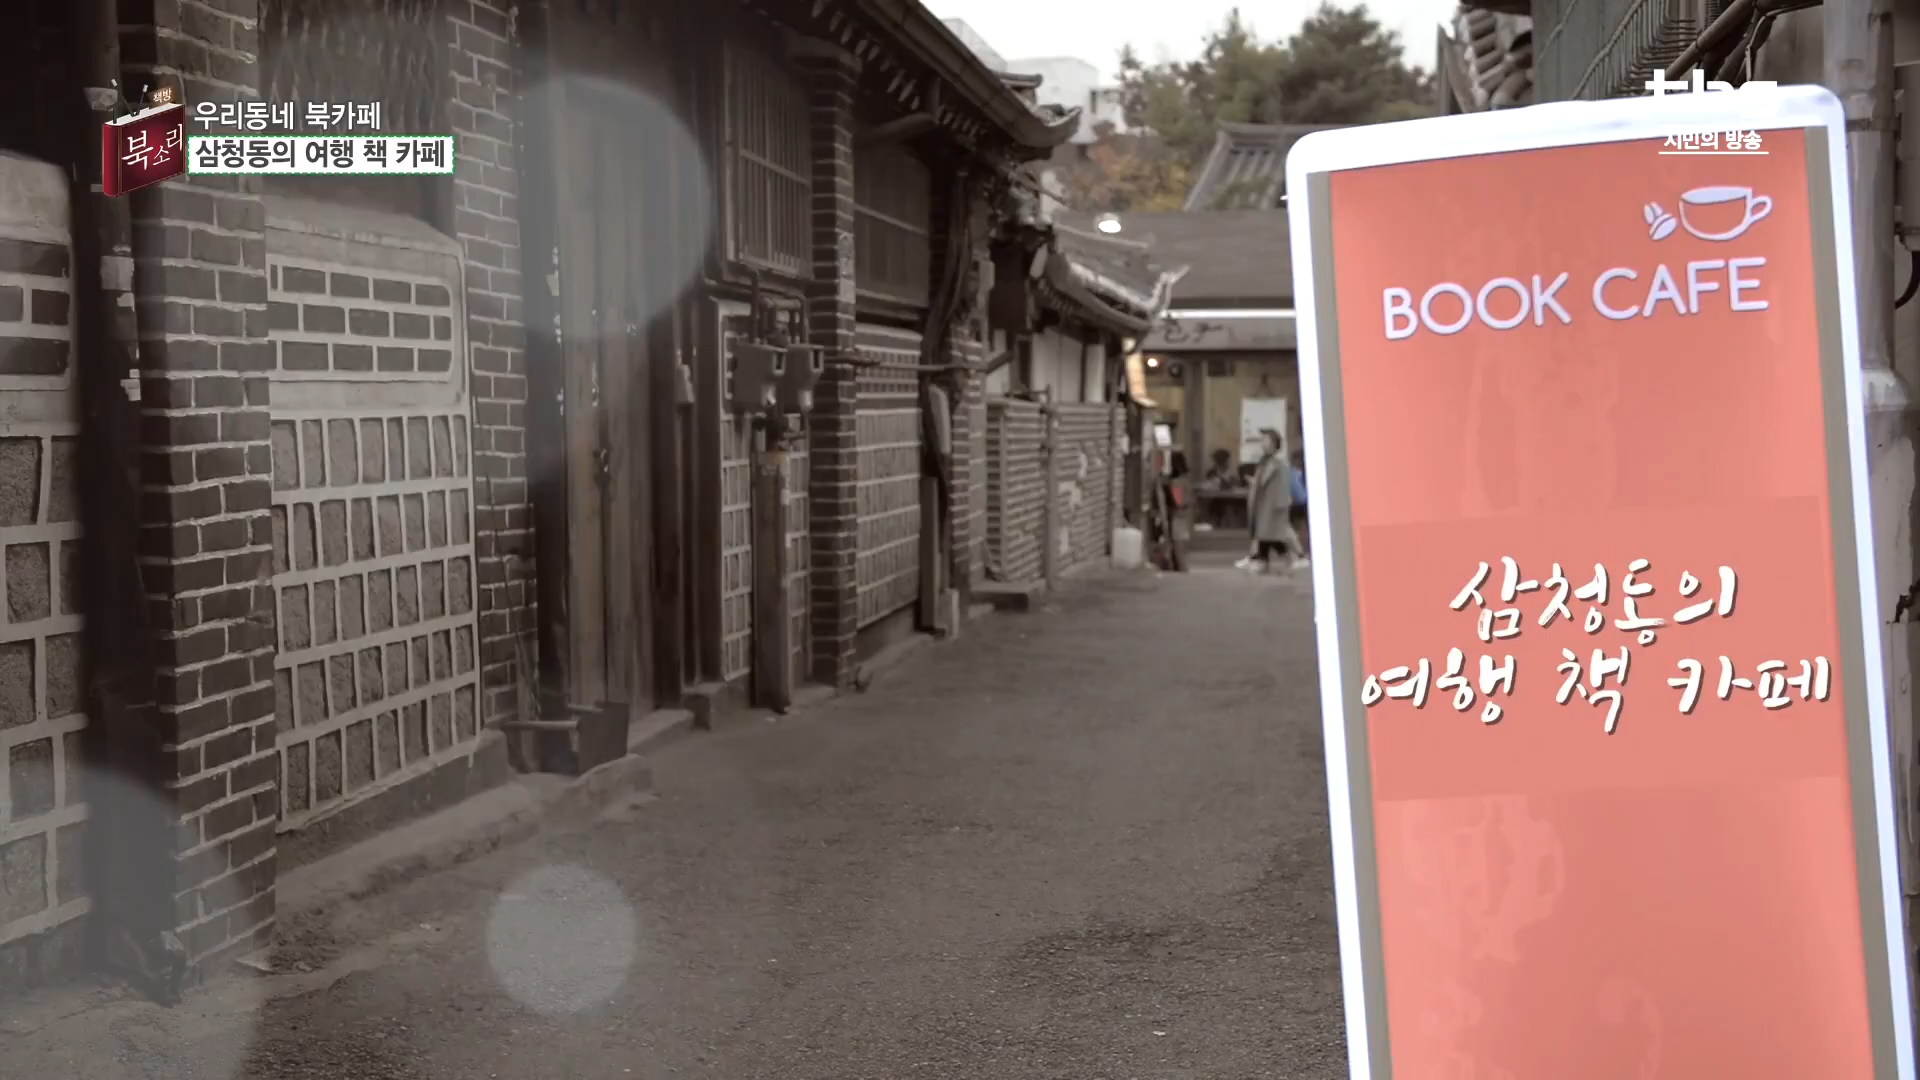 책방
북소리
우리동네 북카페
삼청동의 여행 책 카페
tbs
시민의 방송
BOOK CAFE
삼청동의
여행 책 카페